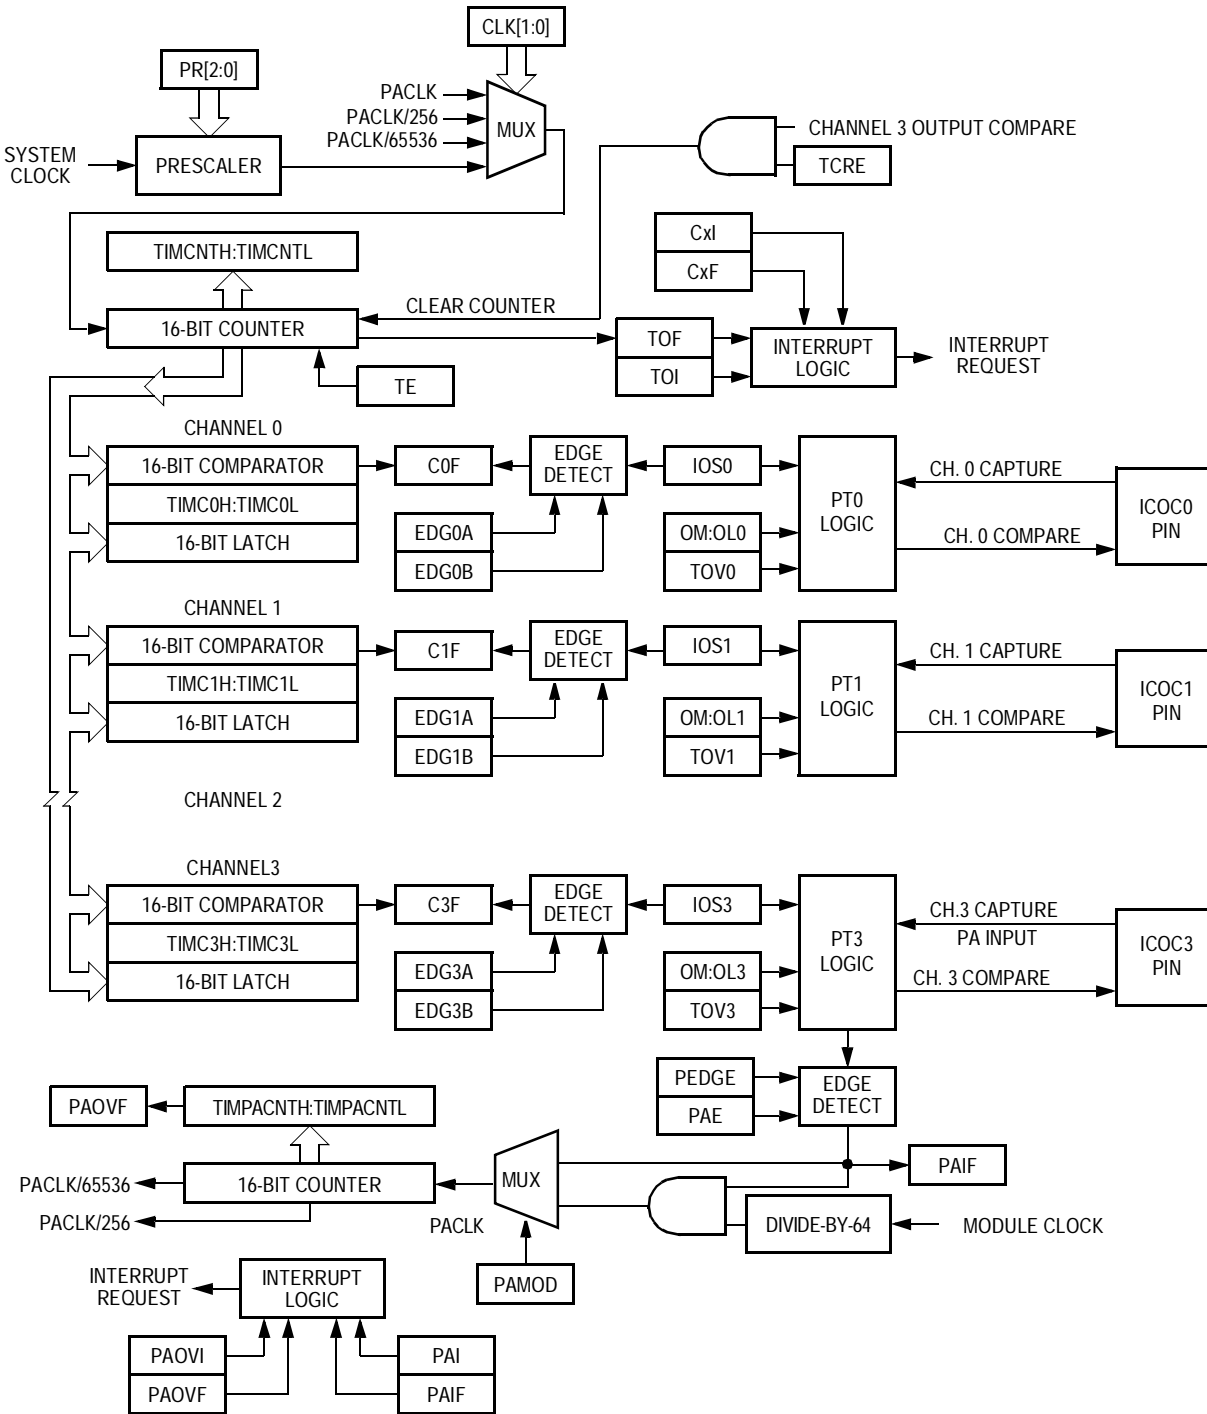 CLK[1:0]
PR[2:0]
PACLK
PACLK/256
PACLK/65536
MUX
SYSTEM
CLOCK
PRESCALER
CHANNEL 3 OUTPUT COMPARE
TCRE
TIMCNTH:TIMCNTL
CxI
CxF
CLEAR COUNTER
16-BIT COUNTER
TOF
TOI
INTERRUPT
LOGIC
INTERRUPT
REQUEST
TE
CHANNEL 0
16-BIT COMPARATOR
TIMC0H:TIMC0L
16-BIT LATCH
C0F
EDGE
DETECT
IOS0
EDG0A
EDG0B
OM:OL0
TOV0
PT0
LOGIC
CH. 0 CAPTURE
CH. 0 COMPARE
ICOC0
PIN
CHANNEL 1
16-BIT COMPARATOR
TIMC1H:TIMC1L
16-BIT LATCH
C1F
EDGE
DETECT
IOS1
EDG1A
EDG1B
OM:OL1
TOV1
PT1
LOGIC
CH. 1 CAPTURE
CH. 1 COMPARE
ICOC1
PIN
CHANNEL 2
CHANNEL3
16-BIT COMPARATOR
TIMC3H:TIMC3L
16-BIT LATCH
C3F
EDGE
DETECT
IOS3
EDG3A
EDG3B
OM:OL3
TOV3
PT3
LOGIC
CH.3 CAPTURE
PA INPUT
CH. 3 COMPARE
ICOC3
PIN
PEDGE
PAE
EDGE
DETECT
PAOVF
TIMPACNTH:TIMPACNTL
PACLK/65536
16-BIT COUNTER
MUX
PAIF
PACLK/256
PACLK
DIVIDE-BY-64
MODULE CLOCK
PAMOD
INTERRUPT
REQUEST
INTERRUPT
LOGIC
PAOVI
PAOVF
PAI
PAIF